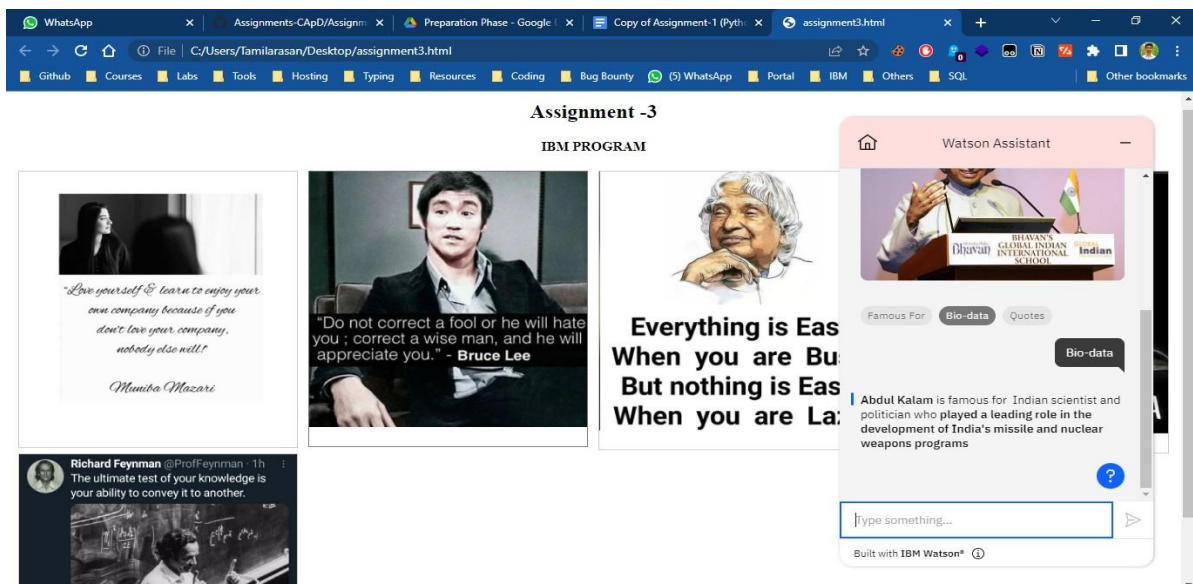 WhatsApp
Assignments-CApD/Assignm
Preparation Phase - Google
Copy of Assignment-1 (Pyth
assignment3.html
File | C:/Users/Tamilarasan/Desktop/assignment3.html
Github Courses Labs Tools Hosting Typing Resources Coding Bug Bounty (5) WhatsApp Portal IBM Others SQL Other bookmarks
Assignment -3
IBM PROGRAM
"Love yourself & learn to enjoy your
own company because if you
don't love your company,
nobody else will!"
Muniba Mazari
"Do not correct a fool or he will hate
you ; correct a wise man, and he will
appreciate you." - Bruce Lee
Everything is Eas
When you are Bu
But nothing is Eas
When you are La
Richard Feynman @ProfFeynman · 1h
The ultimate test of your knowledge is
your ability to convey it to another.
Watson Assistant
Bhavan
BHAVAN'S
GLOBAL INDIAN
INTERNATIONAL
SCHOOL
Indian
Famous For Bio-data Quotes
Bio-data
Abdul Kalam is famous for Indian scientist and
politician who played a leading role in the
development of India's missile and nuclear
weapons programs
?
Type something...
Built with IBM Watson®